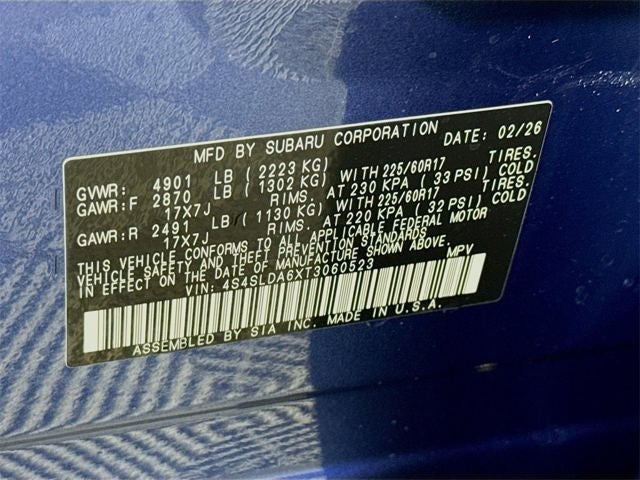 MFD BY SUBARU CORPORATION DATE: 02/26
GVWR: 4901 LB (2223 KG)
GAWR:F 2870 LB (1302 KG) WITH 225/60R17 TIRES.
17X7J RIMS. AT 230 KPA (33 PSI) COLD
GAWR:R 2491 LB (1130 KG) WITH 225/60R17 TIRES.
17X7J RIMS. AT 220 KPA (32 PSI) COLD
THIS VEHICLE CONFORMS TO ALL APPLICABLE FEDERAL MOTOR
VEHICLE SAFETY AND THEFT PREVENTION STANDARDS
IN EFFECT ON THE DATE OF MANUFACTURE SHOWN ABOVE.
VIN: 4S4SLDA6XT3060523 MPV
ASSEMBLED BY SIA INC. MADE IN U.S.A.